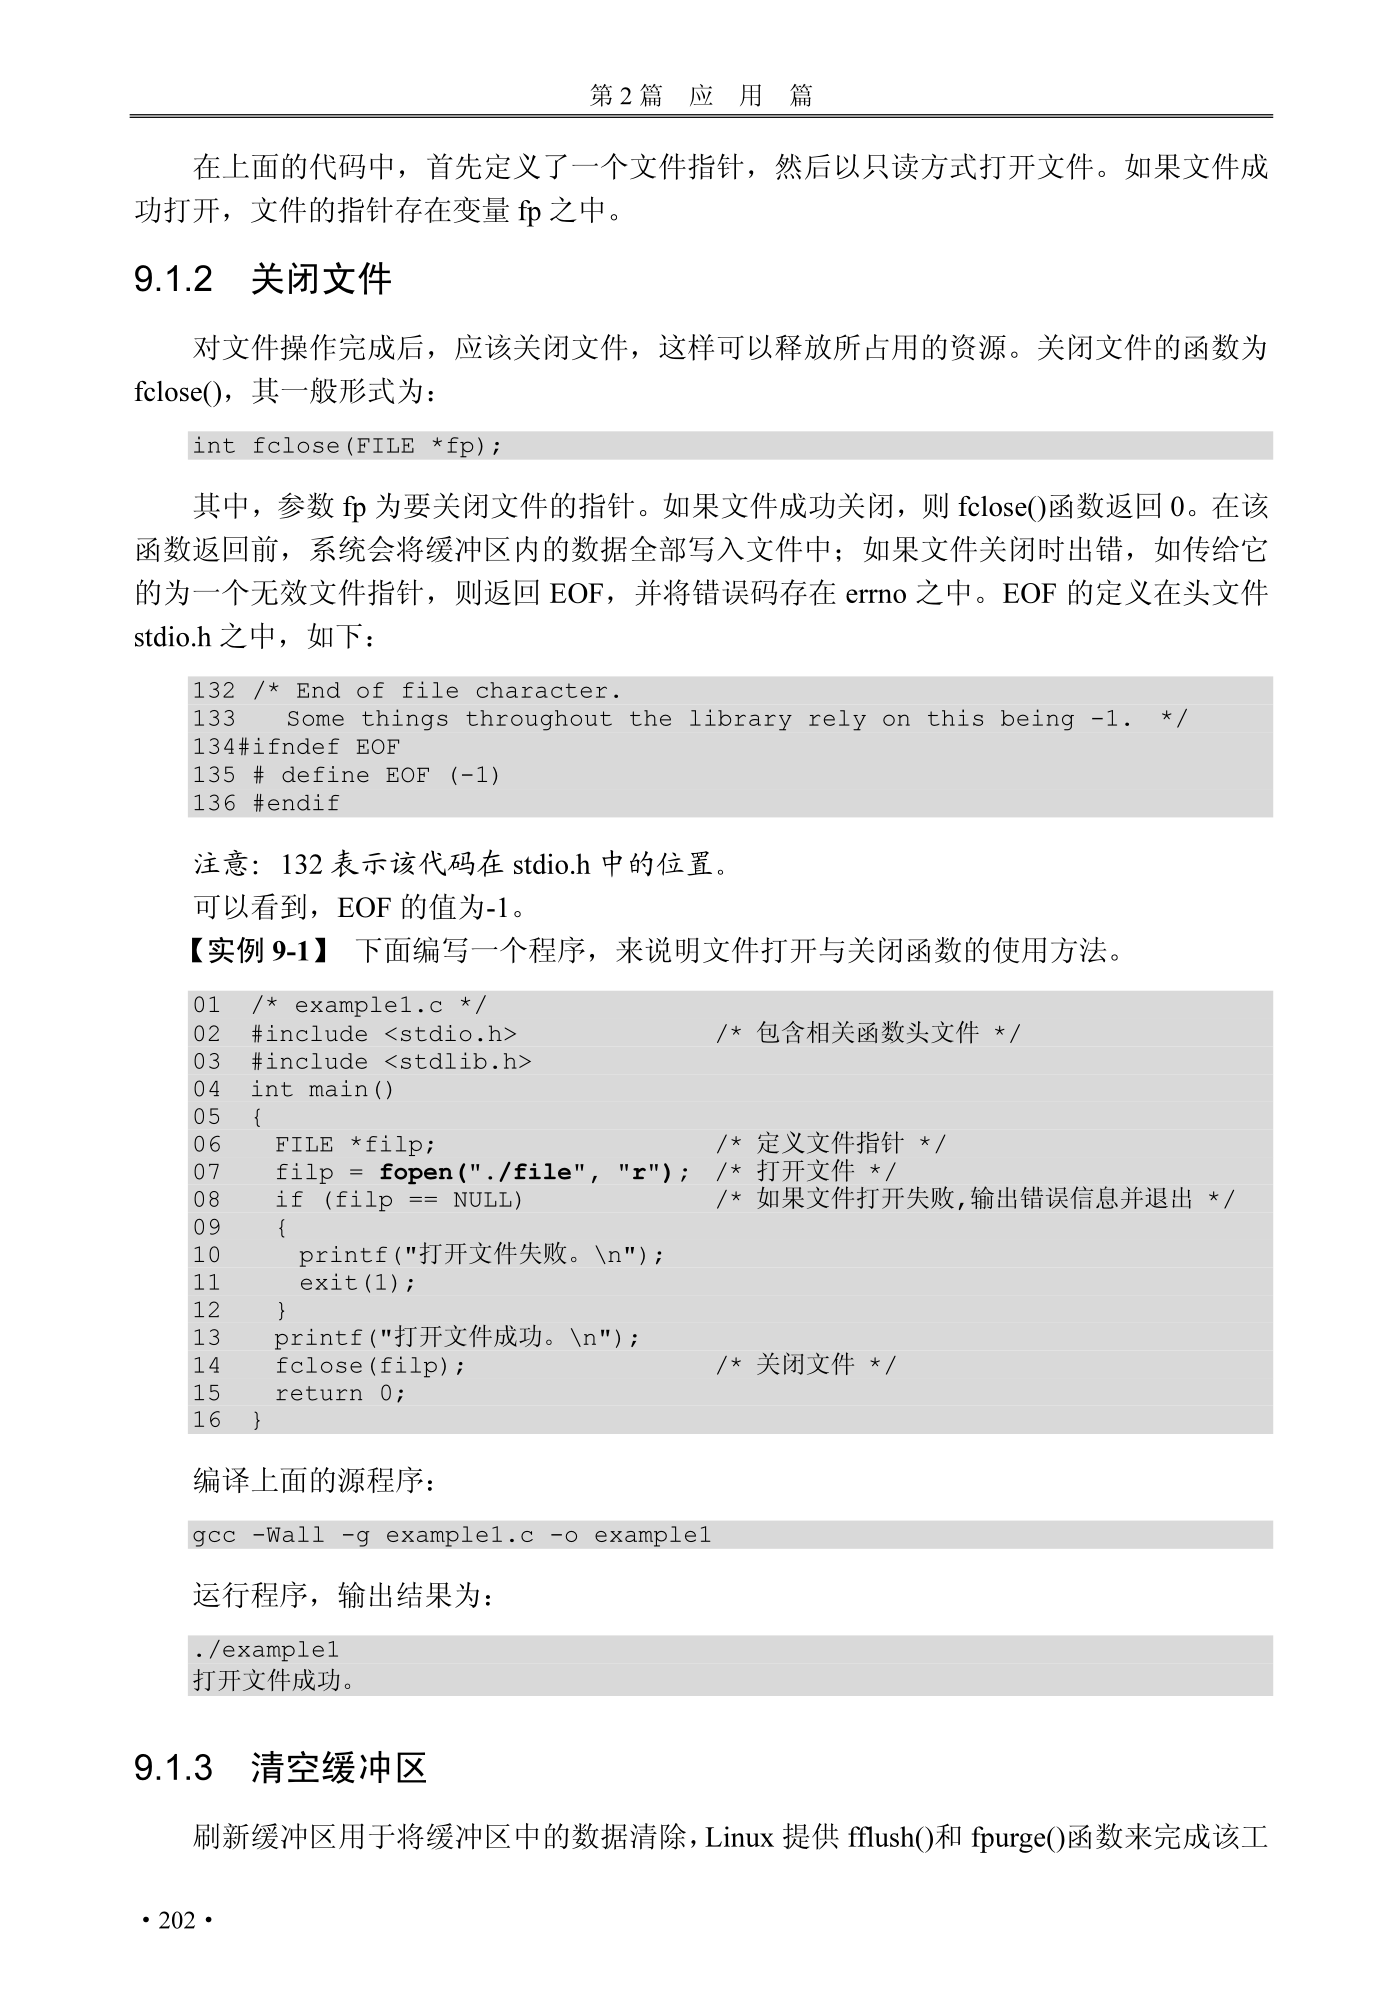 第 2 篇　应　用　篇
在上面的代码中，首先定义了一个文件指针，然后以只读方式打开文件。如果文件成
功打开，文件的指针存在变量 fp 之中。
9.1.2　关闭文件
对文件操作完成后，应该关闭文件，这样可以释放所占用的资源。关闭文件的函数为
fclose()，其一般形式为：
int fclose(FILE *fp);
其中，参数 fp 为要关闭文件的指针。如果文件成功关闭，则 fclose()函数返回 0。在该
函数返回前，系统会将缓冲区内的数据全部写入文件中；如果文件关闭时出错，如传给它
的为一个无效文件指针，则返回 EOF，并将错误码存在 errno 之中。EOF 的定义在头文件
stdio.h 之中，如下：
132 /* End of file character.
133   Some things throughout the library rely on this being -1.  */
134#ifndef EOF
135 # define EOF (-1)
136 #endif
注意：132 表示该代码在 stdio.h 中的位置。
可以看到，EOF 的值为-1。
【实例 9-1】 下面编写一个程序，来说明文件打开与关闭函数的使用方法。
01  /* example1.c */
02  #include <stdio.h>              /* 包含相关函数头文件 */
03  #include <stdlib.h>
04  int main()
05  {
06    FILE *filp;                   /* 定义文件指针 */
07    filp = fopen("./file", "r");  /* 打开文件 */
08    if (filp == NULL)             /* 如果文件打开失败,输出错误信息并退出 */
09    {
10      printf("打开文件失败。\n");
11      exit(1);
12    }
13    printf("打开文件成功。\n");
14    fclose(filp);                 /* 关闭文件 */
15    return 0;
16  }
编译上面的源程序：
gcc -Wall -g example1.c -o example1
运行程序，输出结果为：
./example1
打开文件成功。
9.1.3　清空缓冲区
刷新缓冲区用于将缓冲区中的数据清除，Linux 提供 fflush()和 fpurge()函数来完成该工
• 202 •